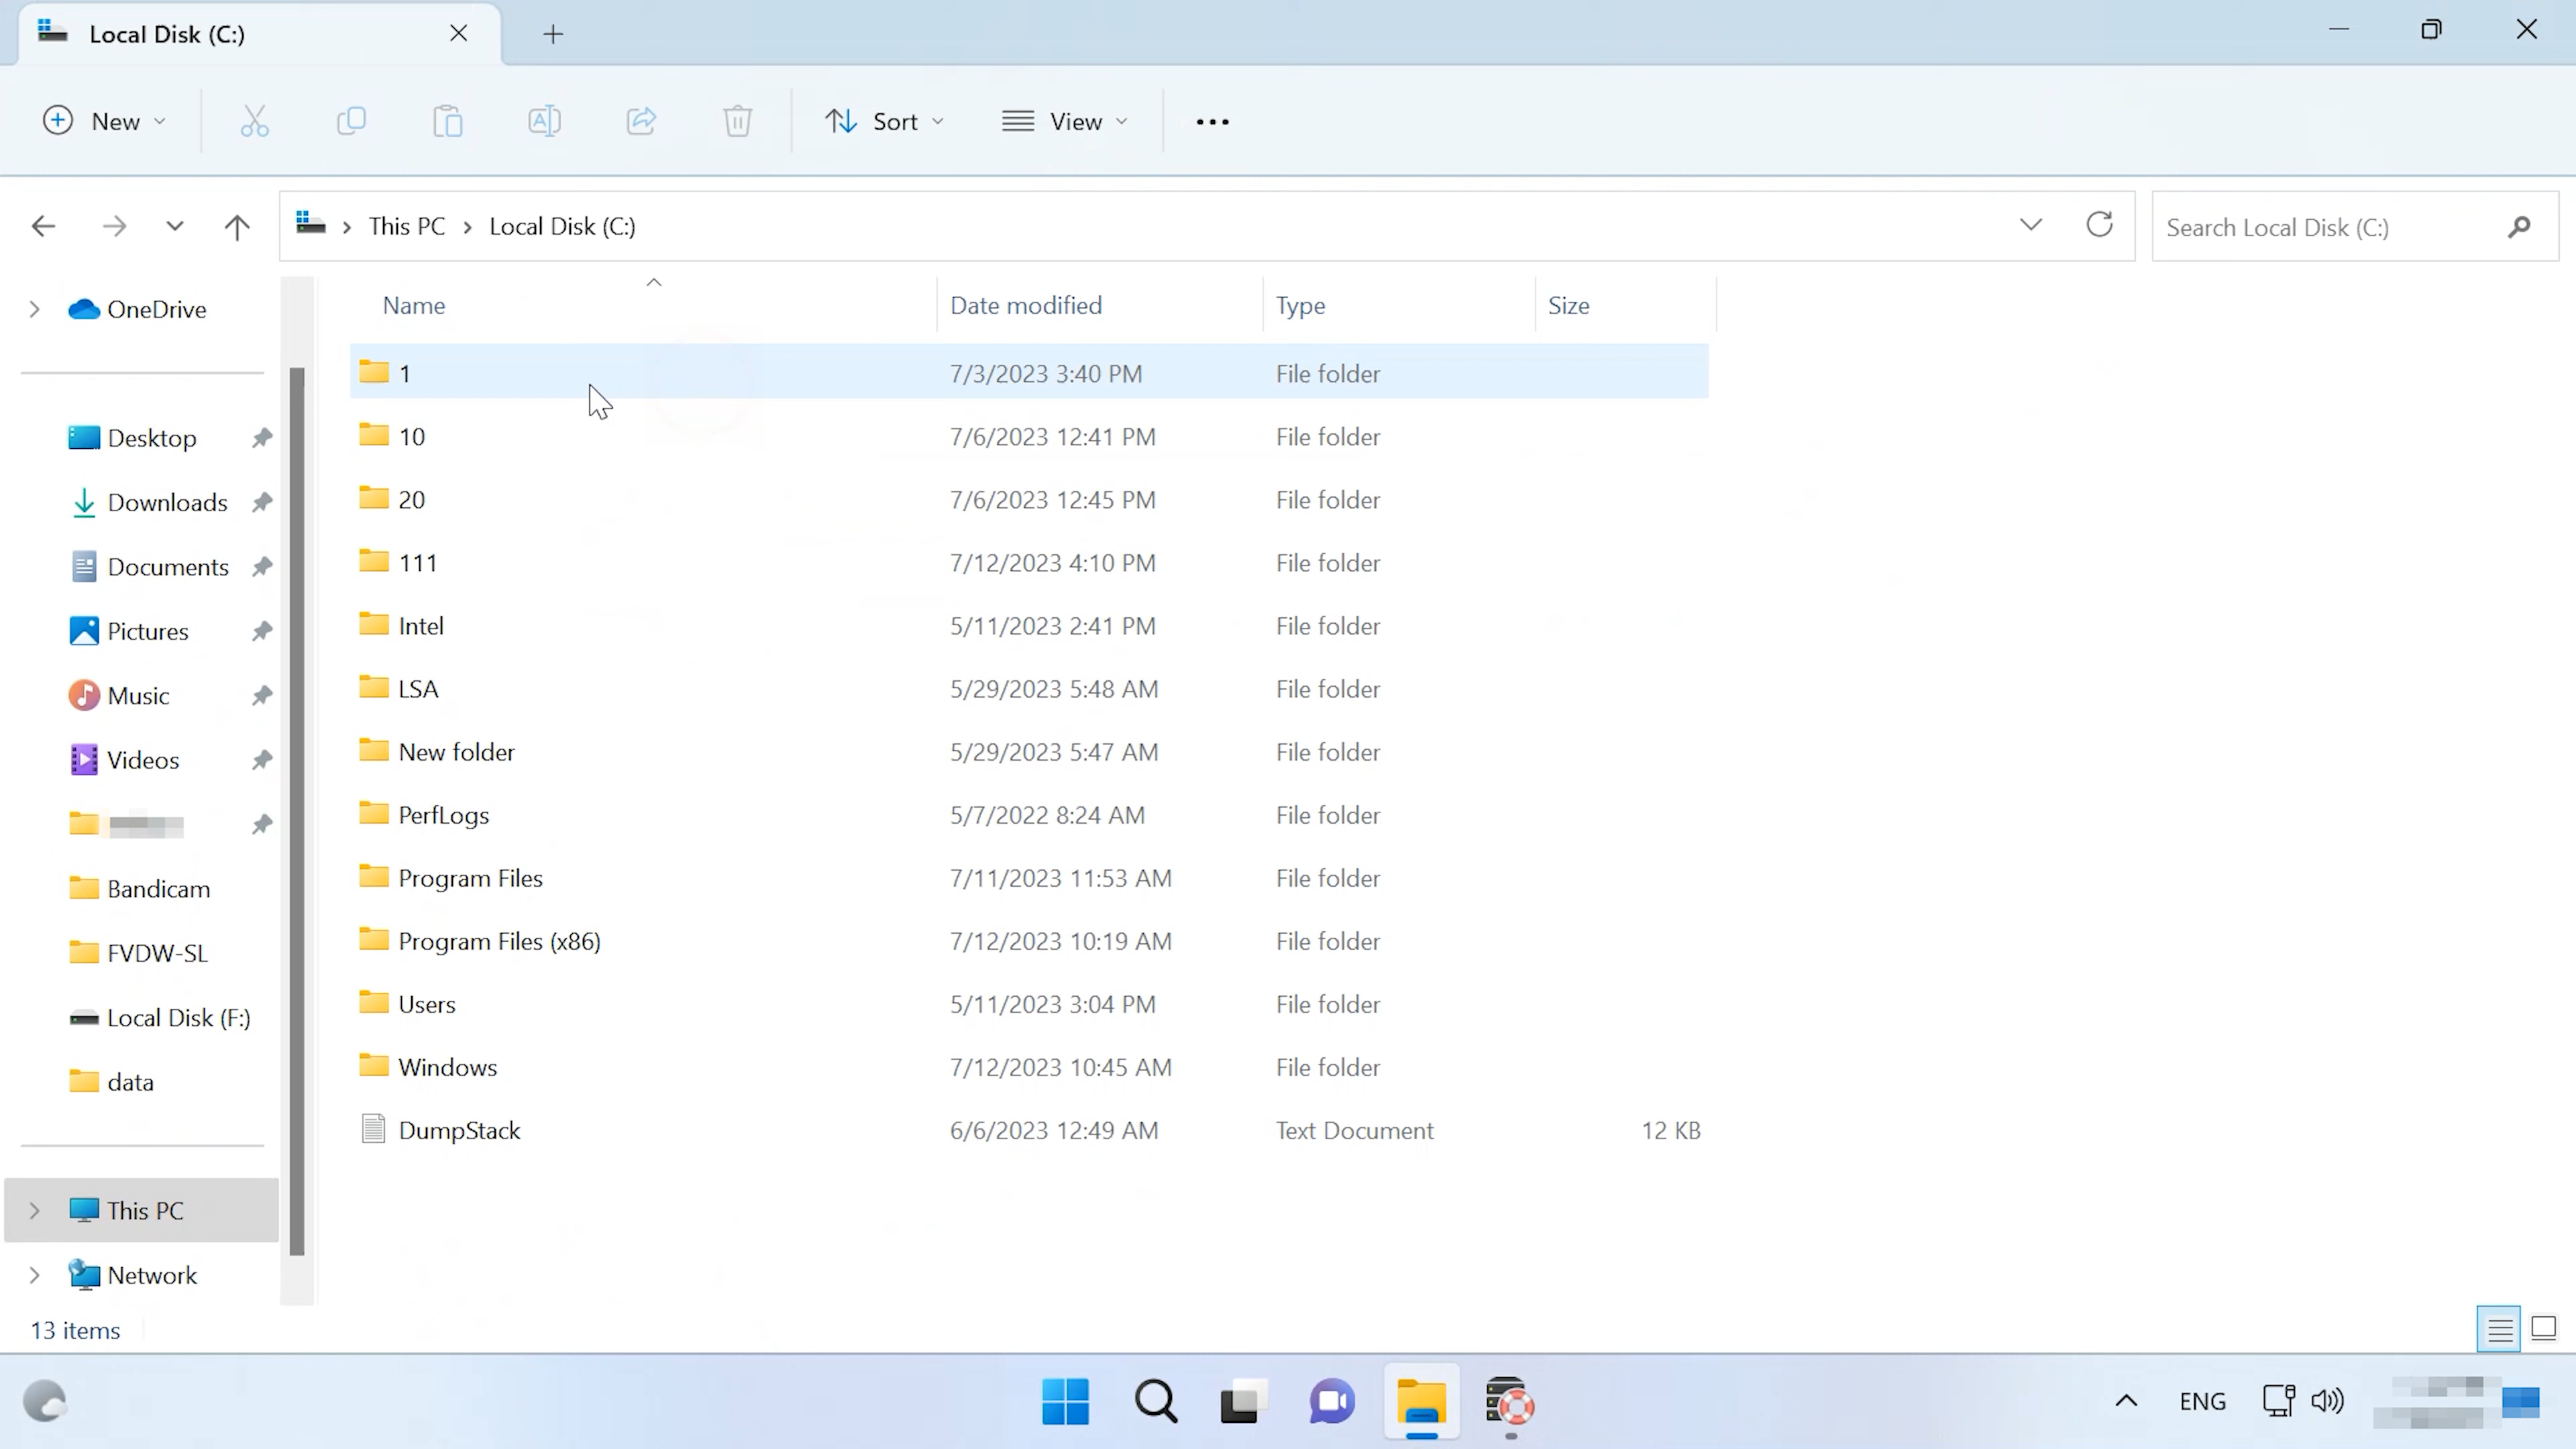 Local Disk (C:)
New
Sort
View
This PC
Local Disk (C:)
Search Local Disk (C:)
Name
Date modified
Type
Size
OneDrive
Desktop
Downloads
Documents
Pictures
Music
Videos
Bandicam
FVDW-SL
Local Disk (F:)
data
This PC
Network
1 7/3/2023 3:40 PM File folder
10 7/6/2023 12:41 PM File folder
20 7/6/2023 12:45 PM File folder
111 7/12/2023 4:10 PM File folder
Intel 5/11/2023 2:41 PM File folder
LSA 5/29/2023 5:48 AM File folder
New folder 5/29/2023 5:47 AM File folder
PerfLogs 5/7/2022 8:24 AM File folder
Program Files 7/11/2023 11:53 AM File folder
Program Files (x86) 7/12/2023 10:19 AM File folder
Users 5/11/2023 3:04 PM File folder
Windows 7/12/2023 10:45 AM File folder
DumpStack 6/6/2023 12:49 AM Text Document 12 KB
13 items
ENG